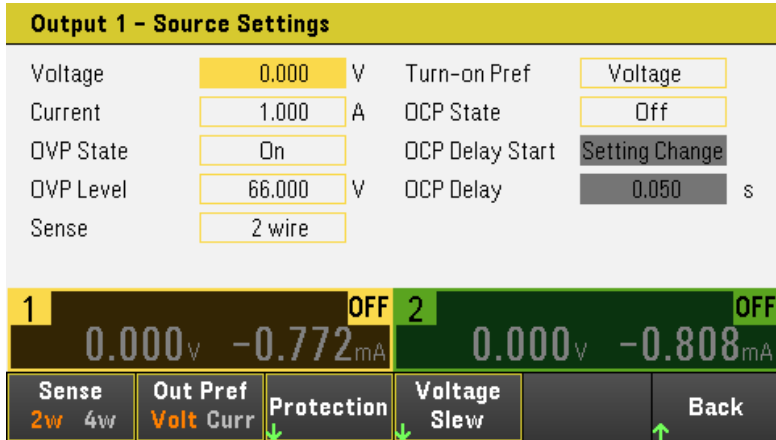 Output 1 – Source Settings
Voltage 0.000 V Turn-on Pref Voltage
Current 1.000 A OCP State Off
OVP State On OCP Delay Start Setting Change
OVP Level 66.000 V OCP Delay 0.050 s
Sense 2 wire
1 OFF 2 OFF
0.000V -0.772mA 0.000V -0.808mA
Sense Out Pref Protection Voltage Back
2w 4w Volt Curr Slew